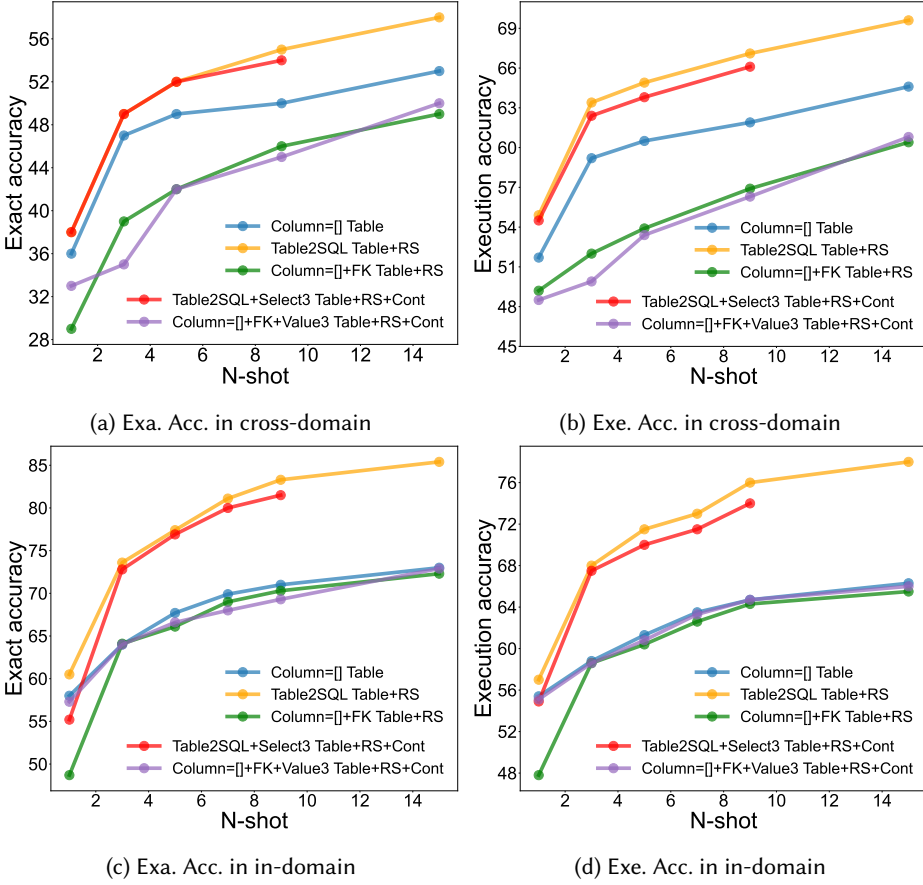 Exact accuracy
56
52
48
44
40
36
32
28
2 4 6 8 10 12 14
N-shot
Column=[] Table
Table2SQL Table+RS
Column=[]+FK Table+RS
Table2SQL+Select3 Table+RS+Cont
Column=[]+FK+Value3 Table+RS+Cont
(a) Exa. Acc. in cross-domain
Execution accuracy
69
66
63
60
57
54
51
48
45
2 4 6 8 10 12 14
N-shot
Column=[] Table
Table2SQL Table+RS
Column=[]+FK Table+RS
Table2SQL+Select3 Table+RS+Cont
Column=[]+FK+Value3 Table+RS+Cont
(b) Exe. Acc. in cross-domain
Exact accuracy
85
80
75
70
65
60
55
50
2 4 6 8 10 12 14
N-shot
Column=[] Table
Table2SQL Table+RS
Column=[]+FK Table+RS
Table2SQL+Select3 Table+RS+Cont
Column=[]+FK+Value3 Table+RS+Cont
(c) Exa. Acc. in in-domain
Execution accuracy
76
72
68
64
60
56
52
48
2 4 6 8 10 12 14
N-shot
Column=[] Table
Table2SQL Table+RS
Column=[]+FK Table+RS
Table2SQL+Select3 Table+RS+Cont
Column=[]+FK+Value3 Table+RS+Cont
(d) Exe. Acc. in in-domain